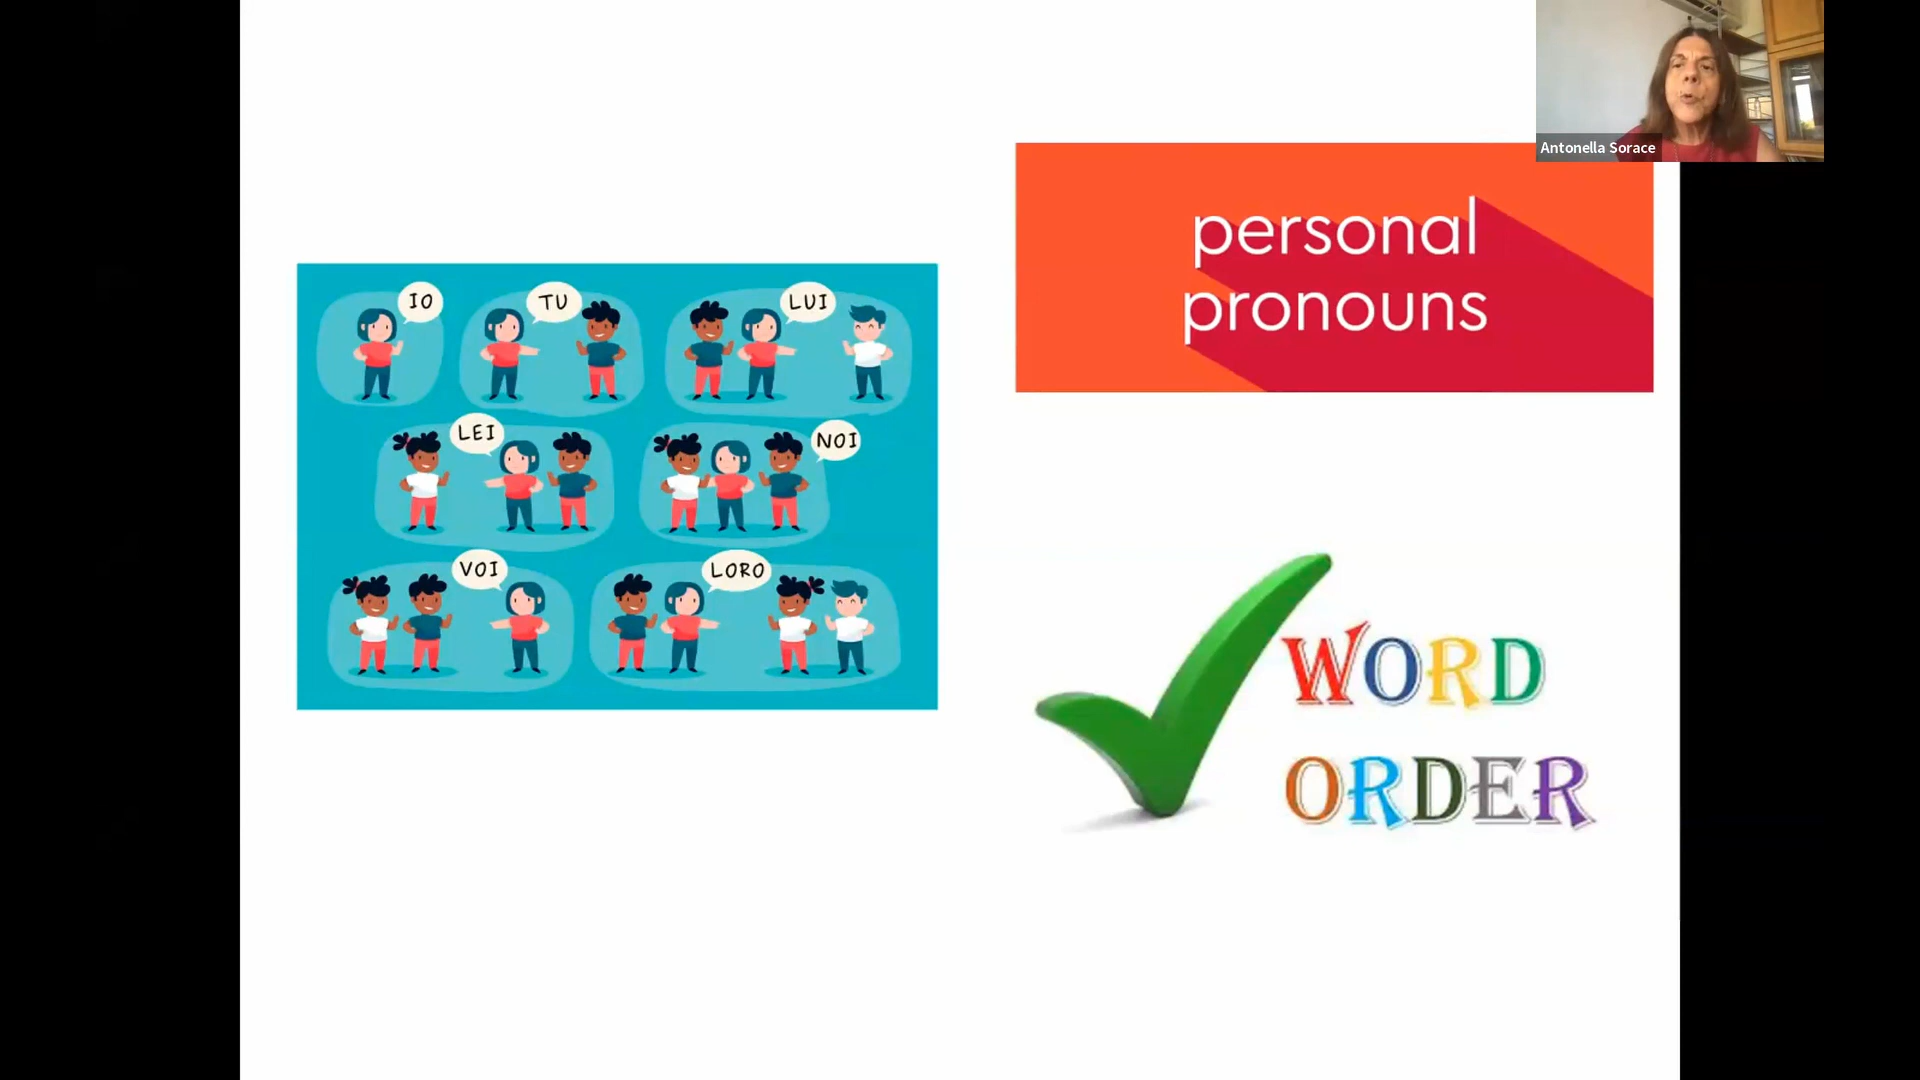 IO
TU
LUI
LEI
NOI
VOI
LORO
personal
pronouns
WORD
ORDER
Antonella Sorace